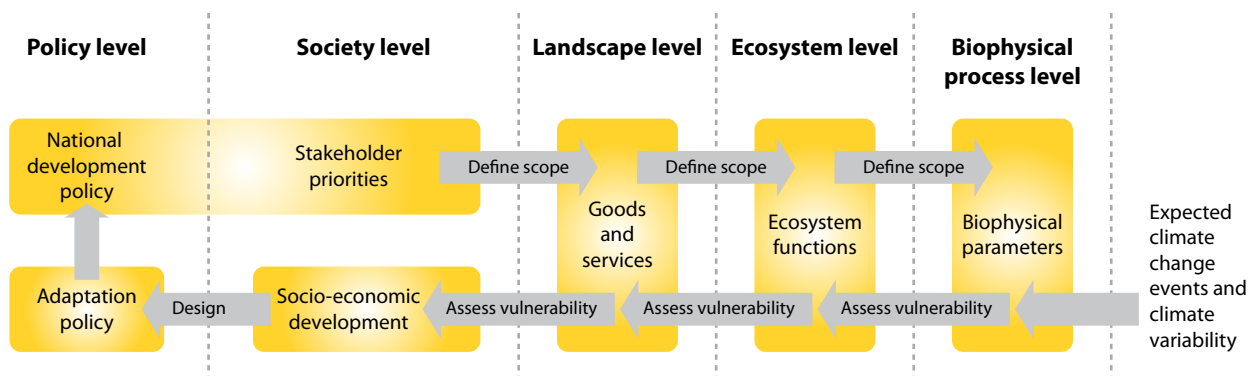 Policy level
Society level
Landscape level
Ecosystem level
Biophysical
process level
National
development
policy
Stakeholder
priorities
Define scope
Define scope
Define scope
Goods
and
services
Ecosystem
functions
Biophysical
parameters
Expected
climate
change
events and
climate
variability
Adaptation
policy
Design
Socio-economic
development
Assess vulnerability
Assess vulnerability
Assess vulnerability